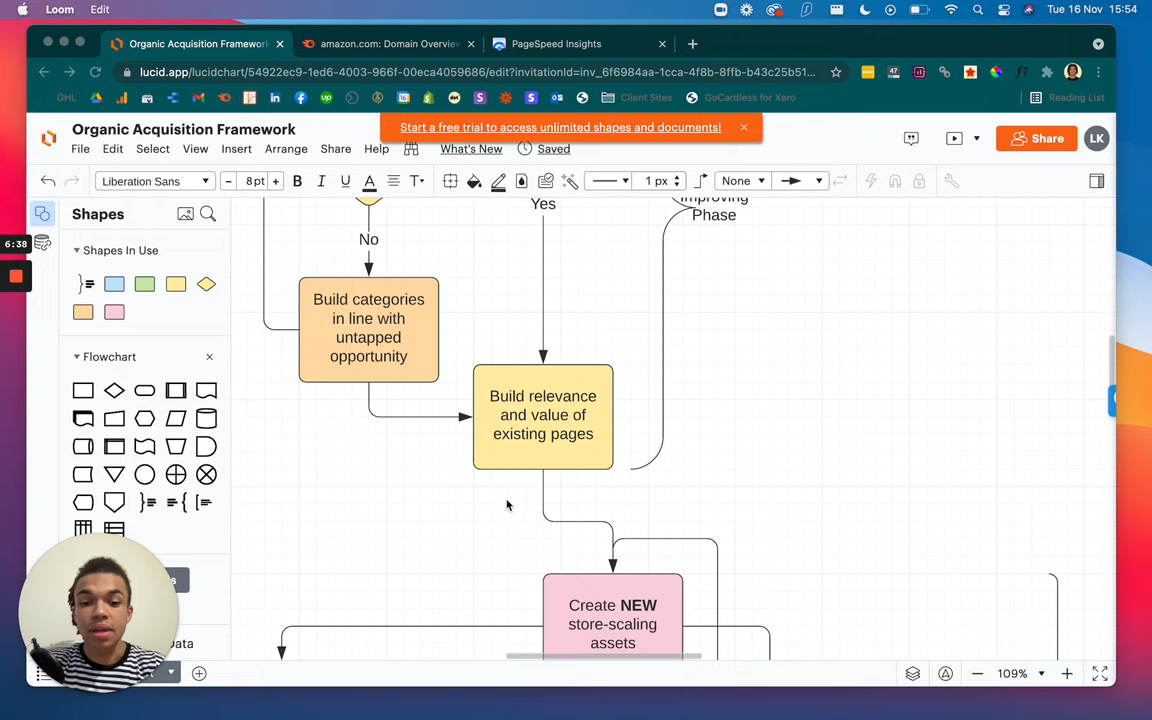 Loom Edit Tue 16 Nov 15:54
Organic Acquisition Framework amazon.com: Domain Overview PageSpeed Insights
lucid.app/lucidchart/54922ec9-1ed6-4003-966f-00eca4059686/edit?invitationId=inv_6f6984aa-1cca-4f8b-8ffb-b43c25b51...
GHL Client Sites GoCardless for Xero Reading List
Organic Acquisition Framework
Start a free trial to access unlimited shapes and documents!
File Edit Select View Insert Arrange Share Help What's New Saved
Share LK
Liberation Sans 8 pt B I U A T 1 px None
Shapes
6:38
Shapes In Use
Flowchart
Yes
Improving
Phase
No
Build categories
in line with
untapped
opportunity
Build relevance
and value of
existing pages
Create NEW
store-scaling
assets
Data
109%